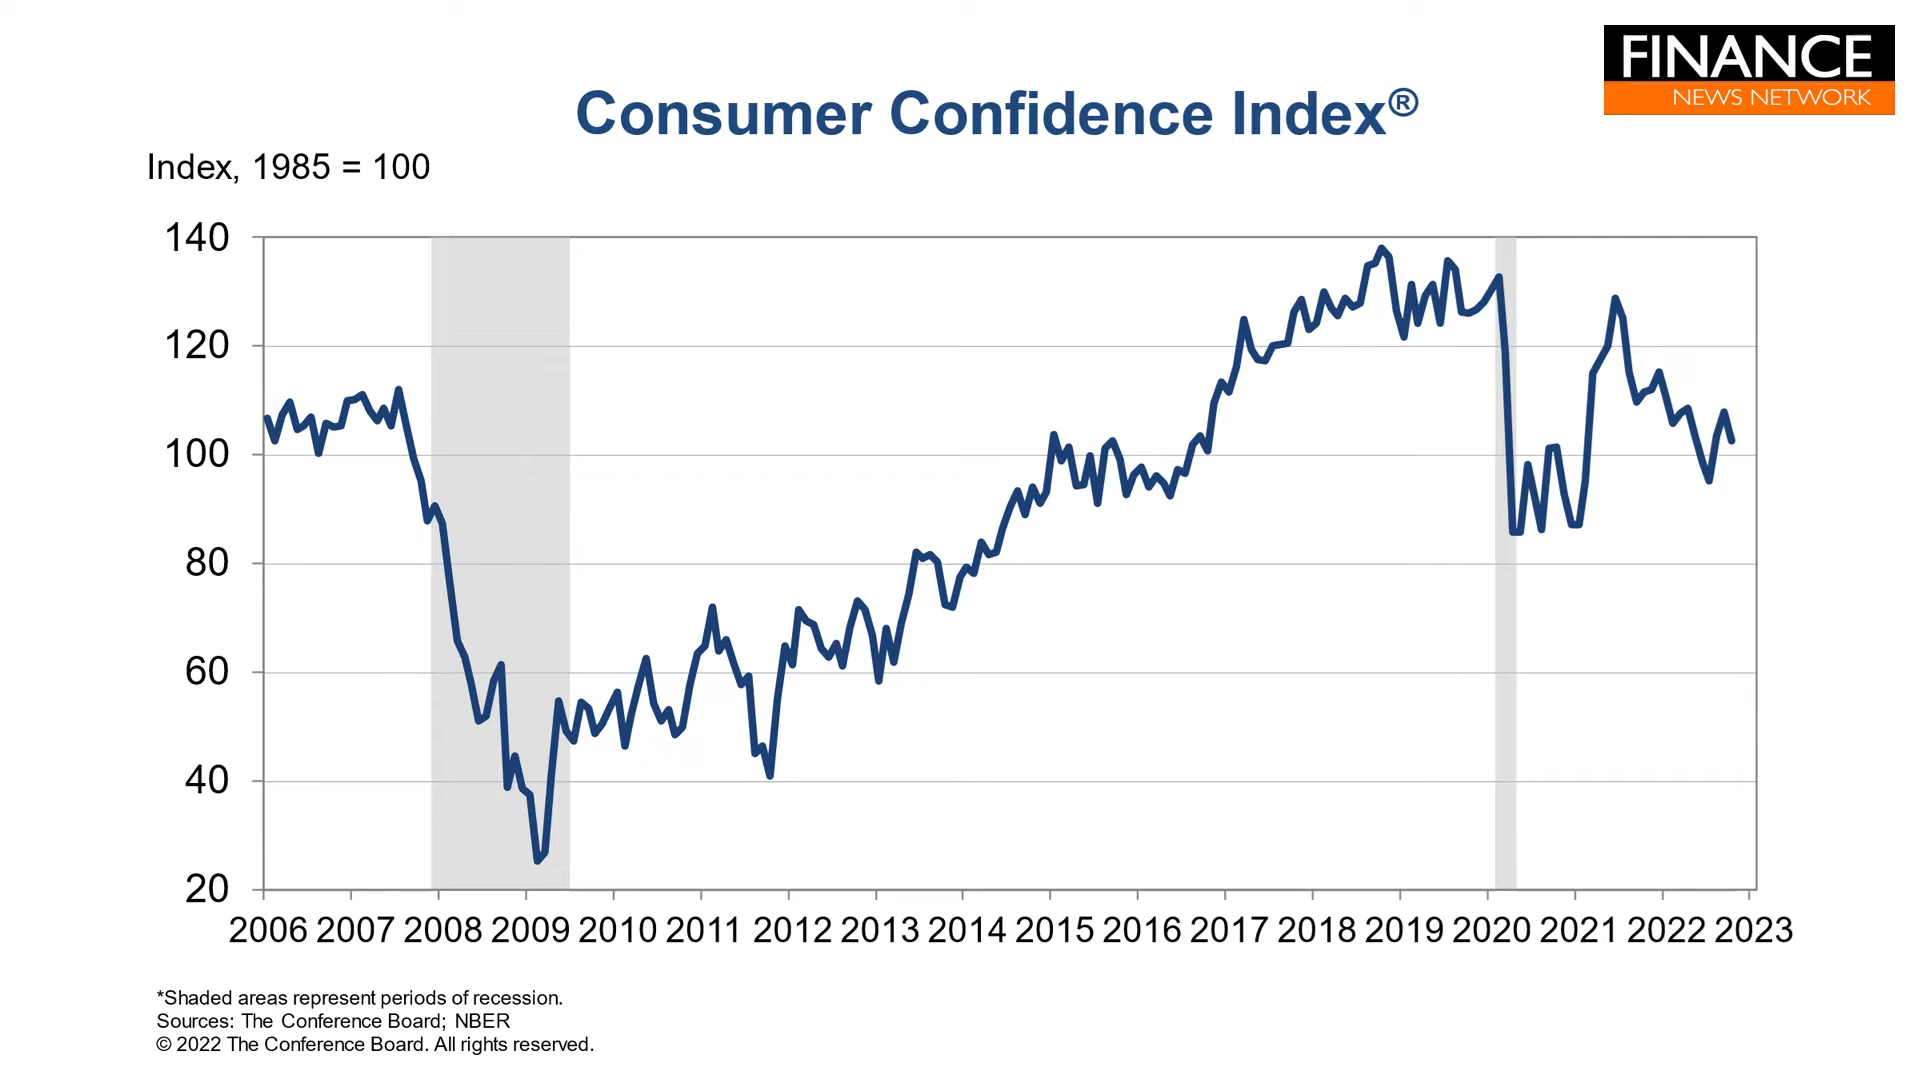 FINANCE
NEWS NETWORK
Consumer Confidence Index®
Index, 1985 = 100
140
120
100
80
60
40
20
2006 2007 2008 2009 2010 2011 2012 2013 2014 2015 2016 2017 2018 2019 2020 2021 2022 2023
*Shaded areas represent periods of recession.
Sources: The Conference Board; NBER
© 2022 The Conference Board. All rights reserved.